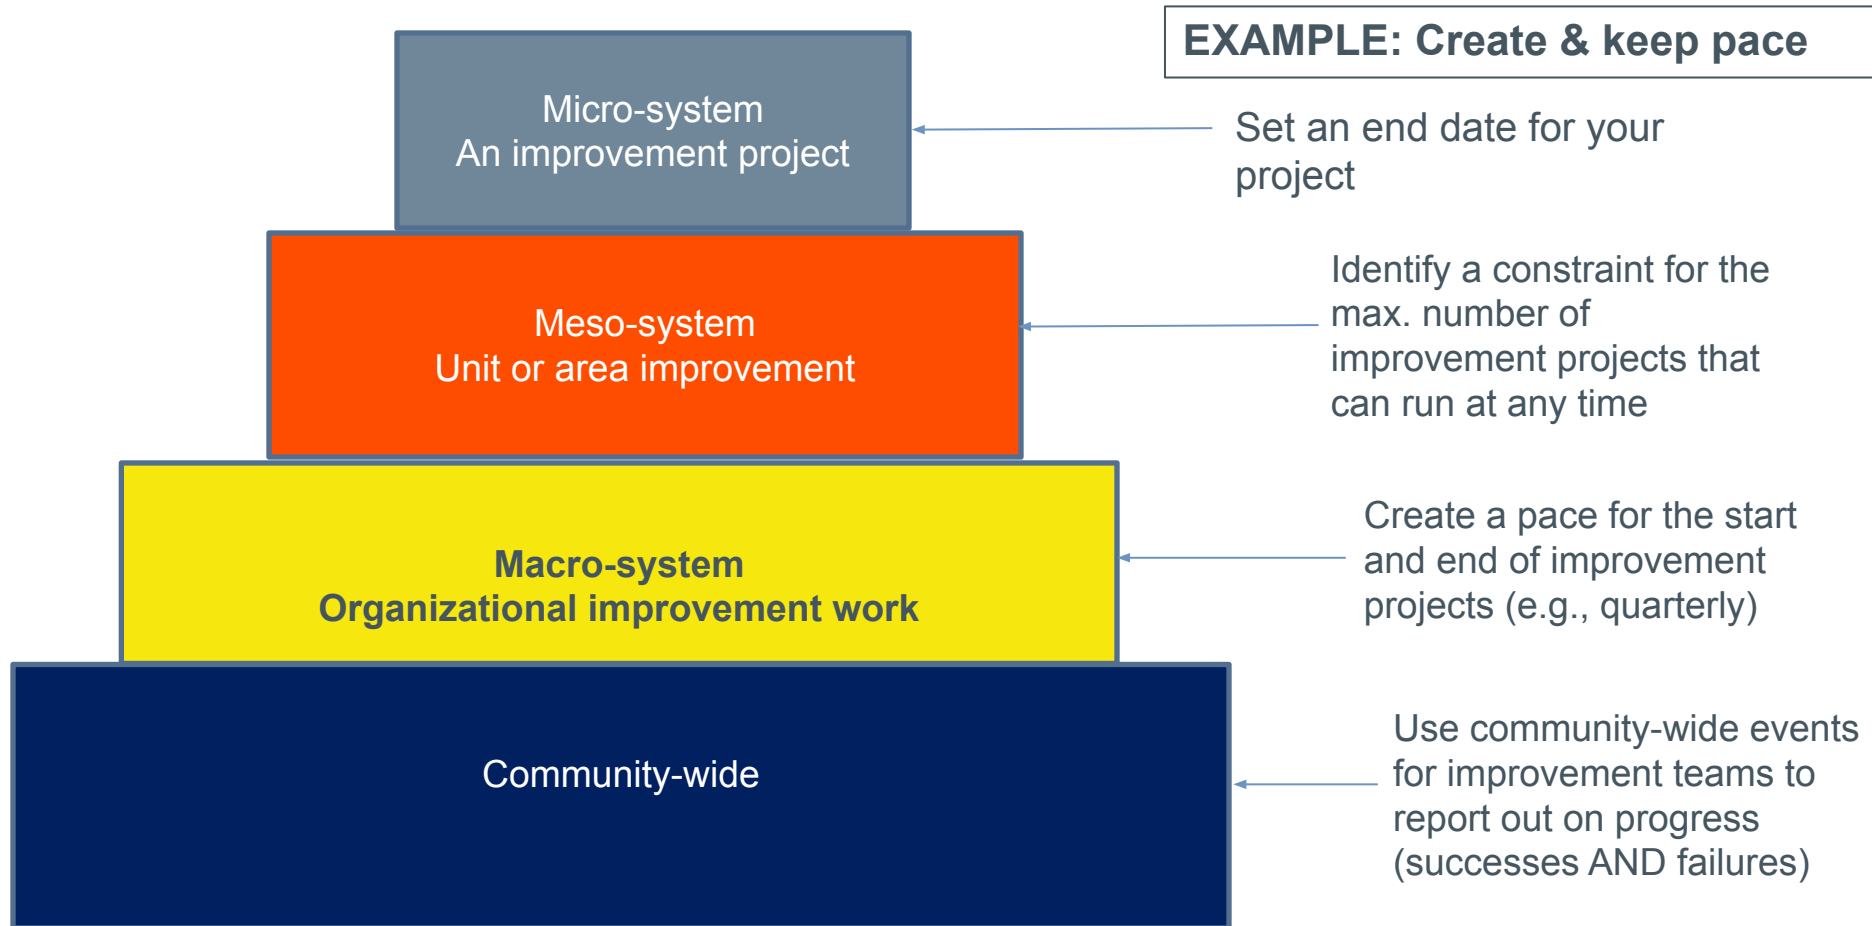 EXAMPLE: Create & keep pace
Micro-system
An improvement project
Set an end date for your
project
Meso-system
Unit or area improvement
Identify a constraint for the
max. number of
improvement projects that
can run at any time
Macro-system
Organizational improvement work
Create a pace for the start
and end of improvement
projects (e.g., quarterly)
Community-wide
Use community-wide events
for improvement teams to
report out on progress
(successes AND failures)